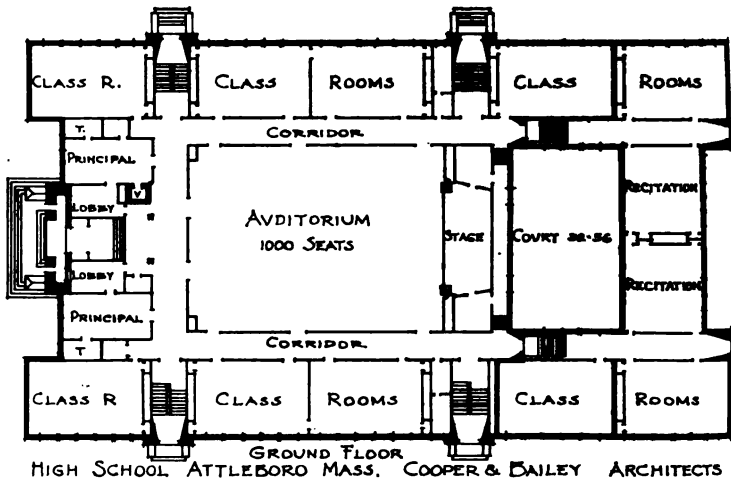 CLASS R. CLASS ROOMS CLASS ROOMS
CORRIDOR
T.
PRINCIPAL
LOBBY
V
AVDITORIUM
1000 SEATS
STAGE
COURT 32-56
RECITATION
RECITATION
LOBBY
PRINCIPAL
T
CORRIDOR
CLASS R CLASS ROOMS CLASS ROOMS
GROUND FLOOR
HIGH SCHOOL ATTLEBORO MASS. COOPER & BAILEY ARCHITECTS